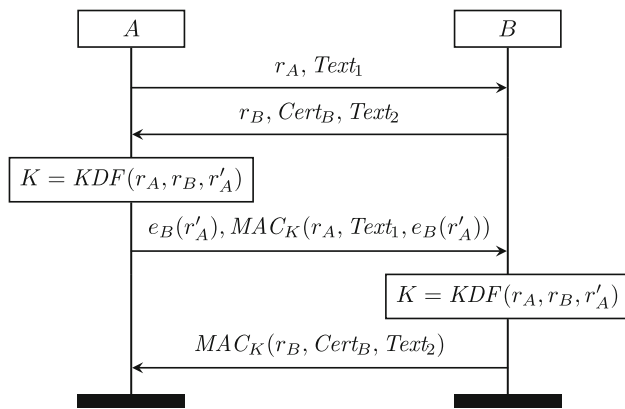 A
B
r_A, Text_1
r_B, Cert_B, Text_2
K = KDF(r_A, r_B, r'_A)
e_B(r'_A), MAC_K(r_A, Text_1, e_B(r'_A))
K = KDF(r_A, r_B, r'_A)
MAC_K(r_B, Cert_B, Text_2)